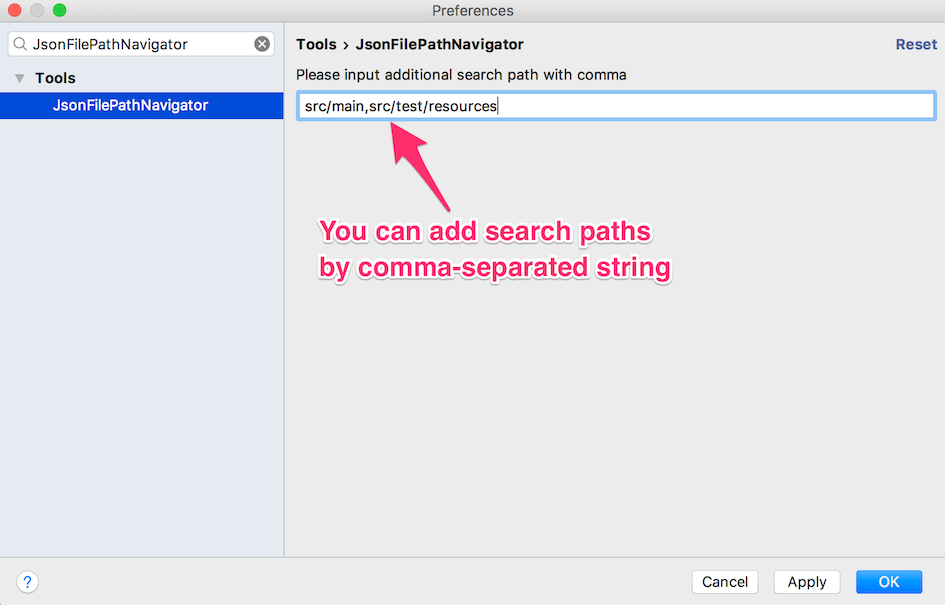 Preferences
JsonFilePathNavigator
Tools
JsonFilePathNavigator
Tools › JsonFilePathNavigator
Reset
Please input additional search path with comma
src/main,src/test/resources
You can add search paths
by comma-separated string
?
Cancel
Apply
OK